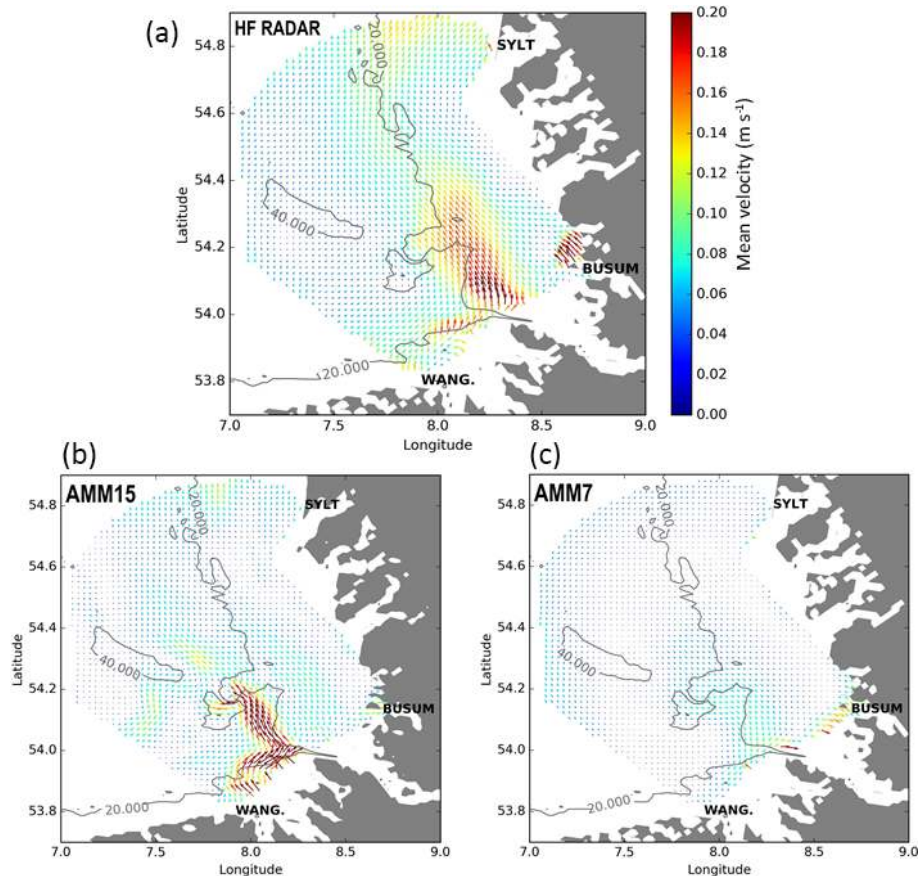 (a)
HF RADAR
SYLT
BUSUM
WANG.
20.000
40.000
20.000
54.8
54.6
54.4
54.2
54.0
53.8
Latitude
7.0 7.5 8.0 8.5 9.0
Longitude
0.20
0.18
0.16
0.14
0.12
0.10
0.08
0.06
0.04
0.02
0.00
Mean velocity (m s⁻¹)
(b)
AMM15
SYLT
BUSUM
WANG.
20.000
40.000
20.000
54.8
54.6
54.4
54.2
54.0
53.8
Latitude
7.0 7.5 8.0 8.5 9.0
Longitude
(c)
AMM7
SYLT
BUSUM
WANG.
20.000
40.000
20.000
54.8
54.6
54.4
54.2
54.0
53.8
Latitude
7.0 7.5 8.0 8.5 9.0
Longitude